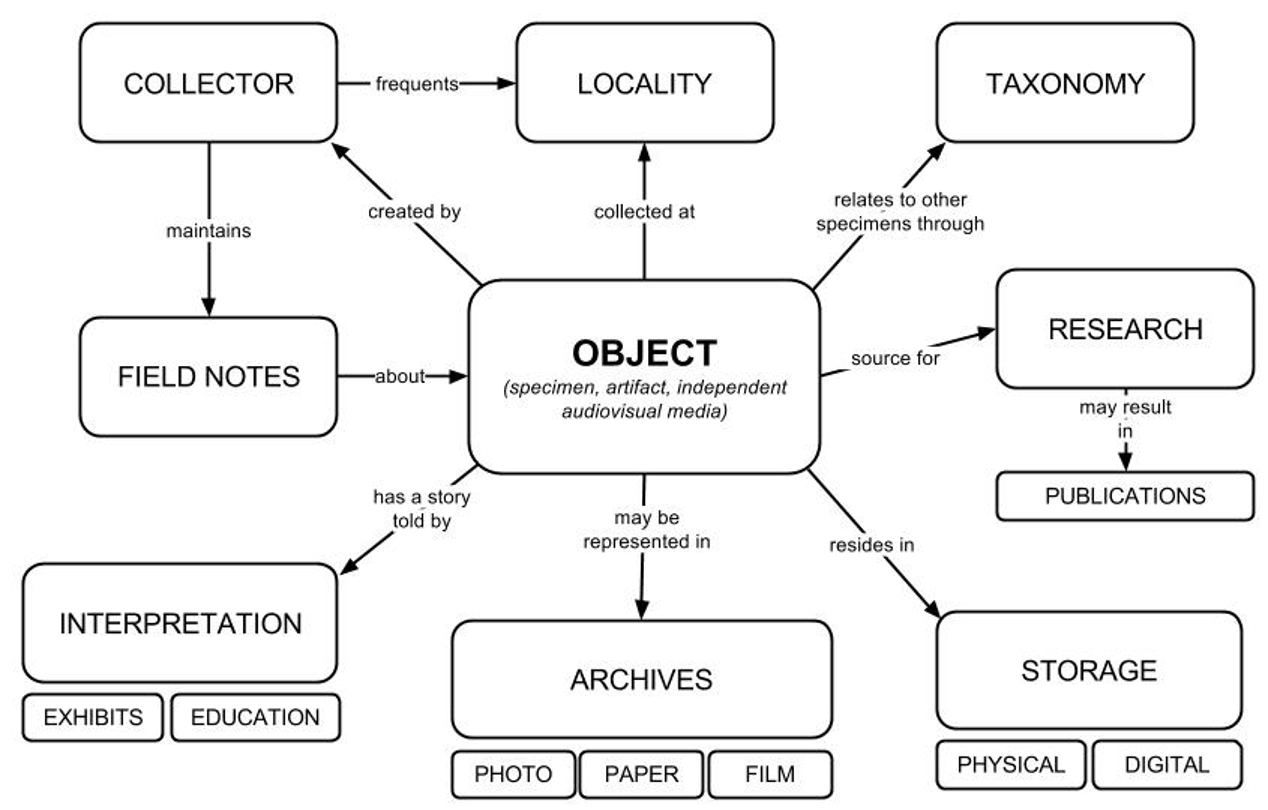 COLLECTOR
frequents
LOCALITY
TAXONOMY
created by
collected at
relates to other
specimens through
maintains
RESEARCH
OBJECT
(specimen, artifact, independent
audiovisual media)
source for
FIELD NOTES
about
may result
in
PUBLICATIONS
has a story
told by
may be
represented in
resides in
INTERPRETATION
EXHIBITS
EDUCATION
ARCHIVES
PHOTO
PAPER
FILM
STORAGE
PHYSICAL
DIGITAL